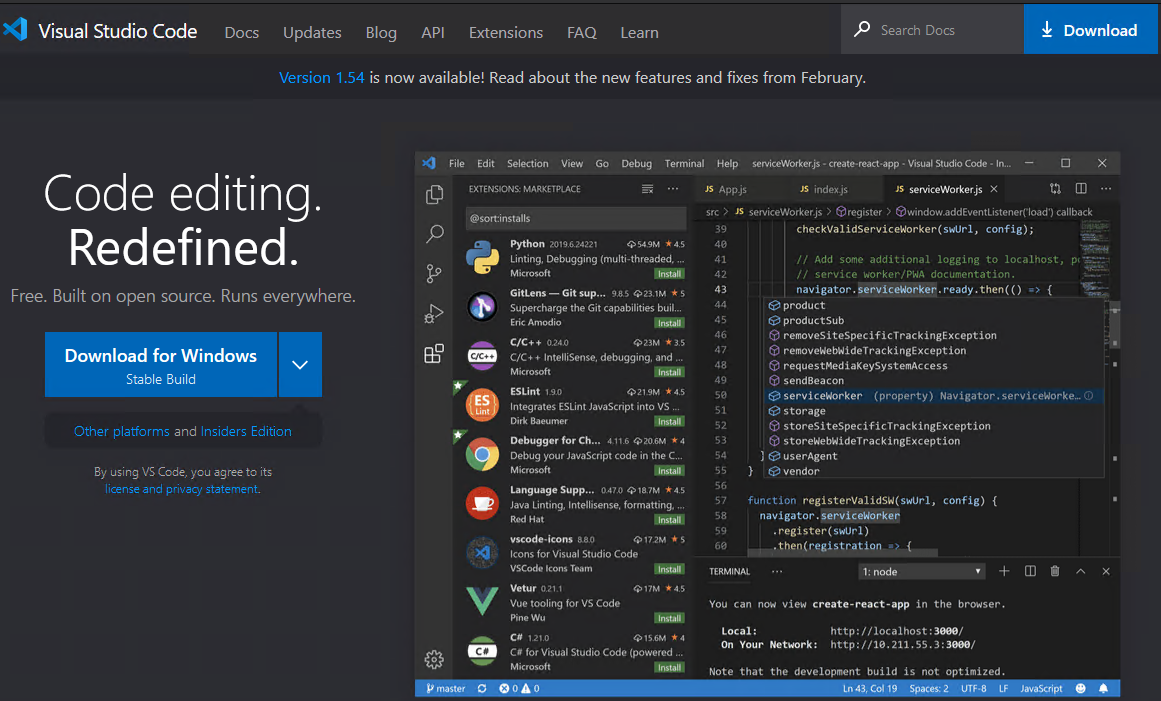 Visual Studio Code Docs Updates Blog API Extensions FAQ Learn Search Docs Download
Version 1.54 is now available! Read about the new features and fixes from February.
Code editing.
Redefined.
Free. Built on open source. Runs everywhere.
Download for Windows
Stable Build
Other platforms and Insiders Edition
By using VS Code, you agree to its
license and privacy statement.
File Edit Selection View Go Debug Terminal Help serviceWorker.js - create-react-app - Visual Studio Code - In...
EXTENSIONS: MARKETPLACE
@sort:installs
Python 2019.6.24221 54.9M ★ 4.5
Linting, Debugging (multi-threaded, ...
Microsoft Install
GitLens — Git sup... 9.8.5 23.1M ★ 5
Supercharge the Git capabilities buil...
Eric Amodio Install
C/C++
C/C++ 0.24.0 23M ★ 3.5
C/C++ IntelliSense, debugging, and ...
Microsoft Install
ES
Lint
ESLint 1.9.0 21.9M ★ 4.5
Integrates ESLint JavaScript into VS ...
Dirk Baeumer Install
Debugger for Ch... 4.11.6 20.6M ★ 4
Debug your JavaScript code in the C...
Microsoft Install
Language Supp... 0.47.0 18.7M ★ 4.5
Java Linting, Intellisense, formatting, ...
Red Hat Install
vscode-icons 8.8.0 17.2M ★ 5
Icons for Visual Studio Code
VSCode Icons Team Install
Vetur 0.21.1 17M ★ 4.5
Vue tooling for VS Code
Pine Wu Install
C#
C# 1.21.0 15.6M ★ 4
C# for Visual Studio Code (powered ...
Microsoft Install
JS App.js JS index.js JS serviceWorker.js ×
src > JS serviceWorker.js > register > window.addEventListener('load') callback
39 checkValidServiceWorker(swUrl, config);
40
41 // Add some additional logging to localhost,
42 // service worker/PWA documentation.
43 navigator.serviceWorker.ready.then(() => {
44 product
45 productSub
46 removeSiteSpecificTrackingException
47 removeWebWideTrackingException
48 requestMediaKeySystemAccess
49 sendBeacon
50 serviceWorker (property) Navigator.serviceWorke...
51 storage
52 storeSiteSpecificTrackingException
53 storeWebWideTrackingException
54 } userAgent
55 } vendor
56
57 function registerValidSW(swUrl, config) {
58 navigator.serviceWorker
59 .register(swUrl)
60 .then(registration => {
TERMINAL ... 1: node
You can now view create-react-app in the browser.
Local: http://localhost:3000/
On Your Network: http://10.211.55.3:3000/
Note that the development build is not optimized.
master 0 0 Ln 43, Col 19 Spaces: 2 UTF-8 LF JavaScript